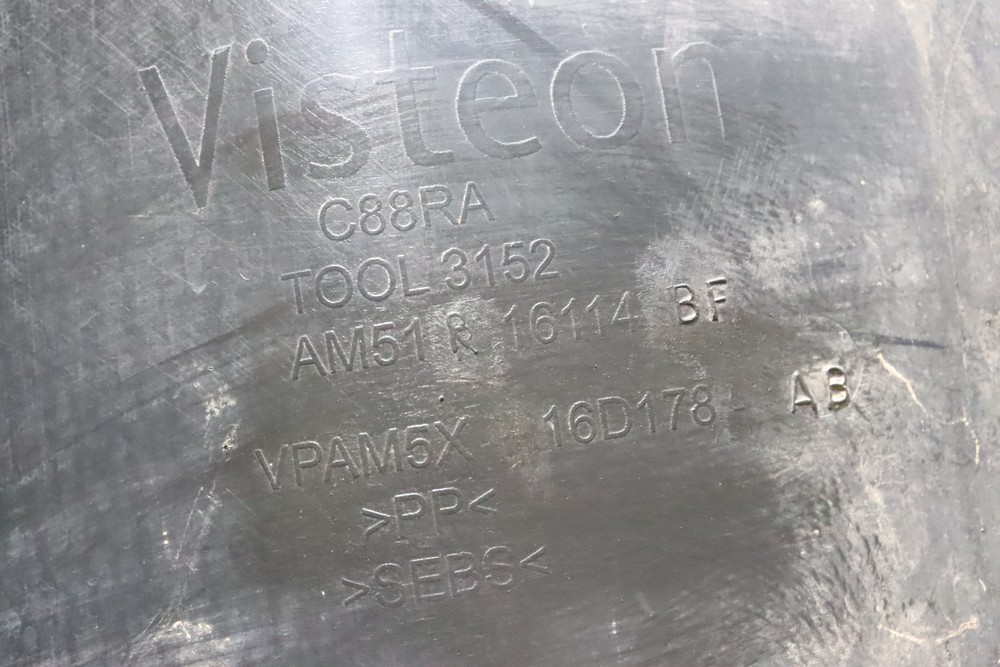 Visteon
C88RA
TOOL 3152
AM51 R 16114 BF
VPAM5X 16D178- AB
>PP<
>SEBS<